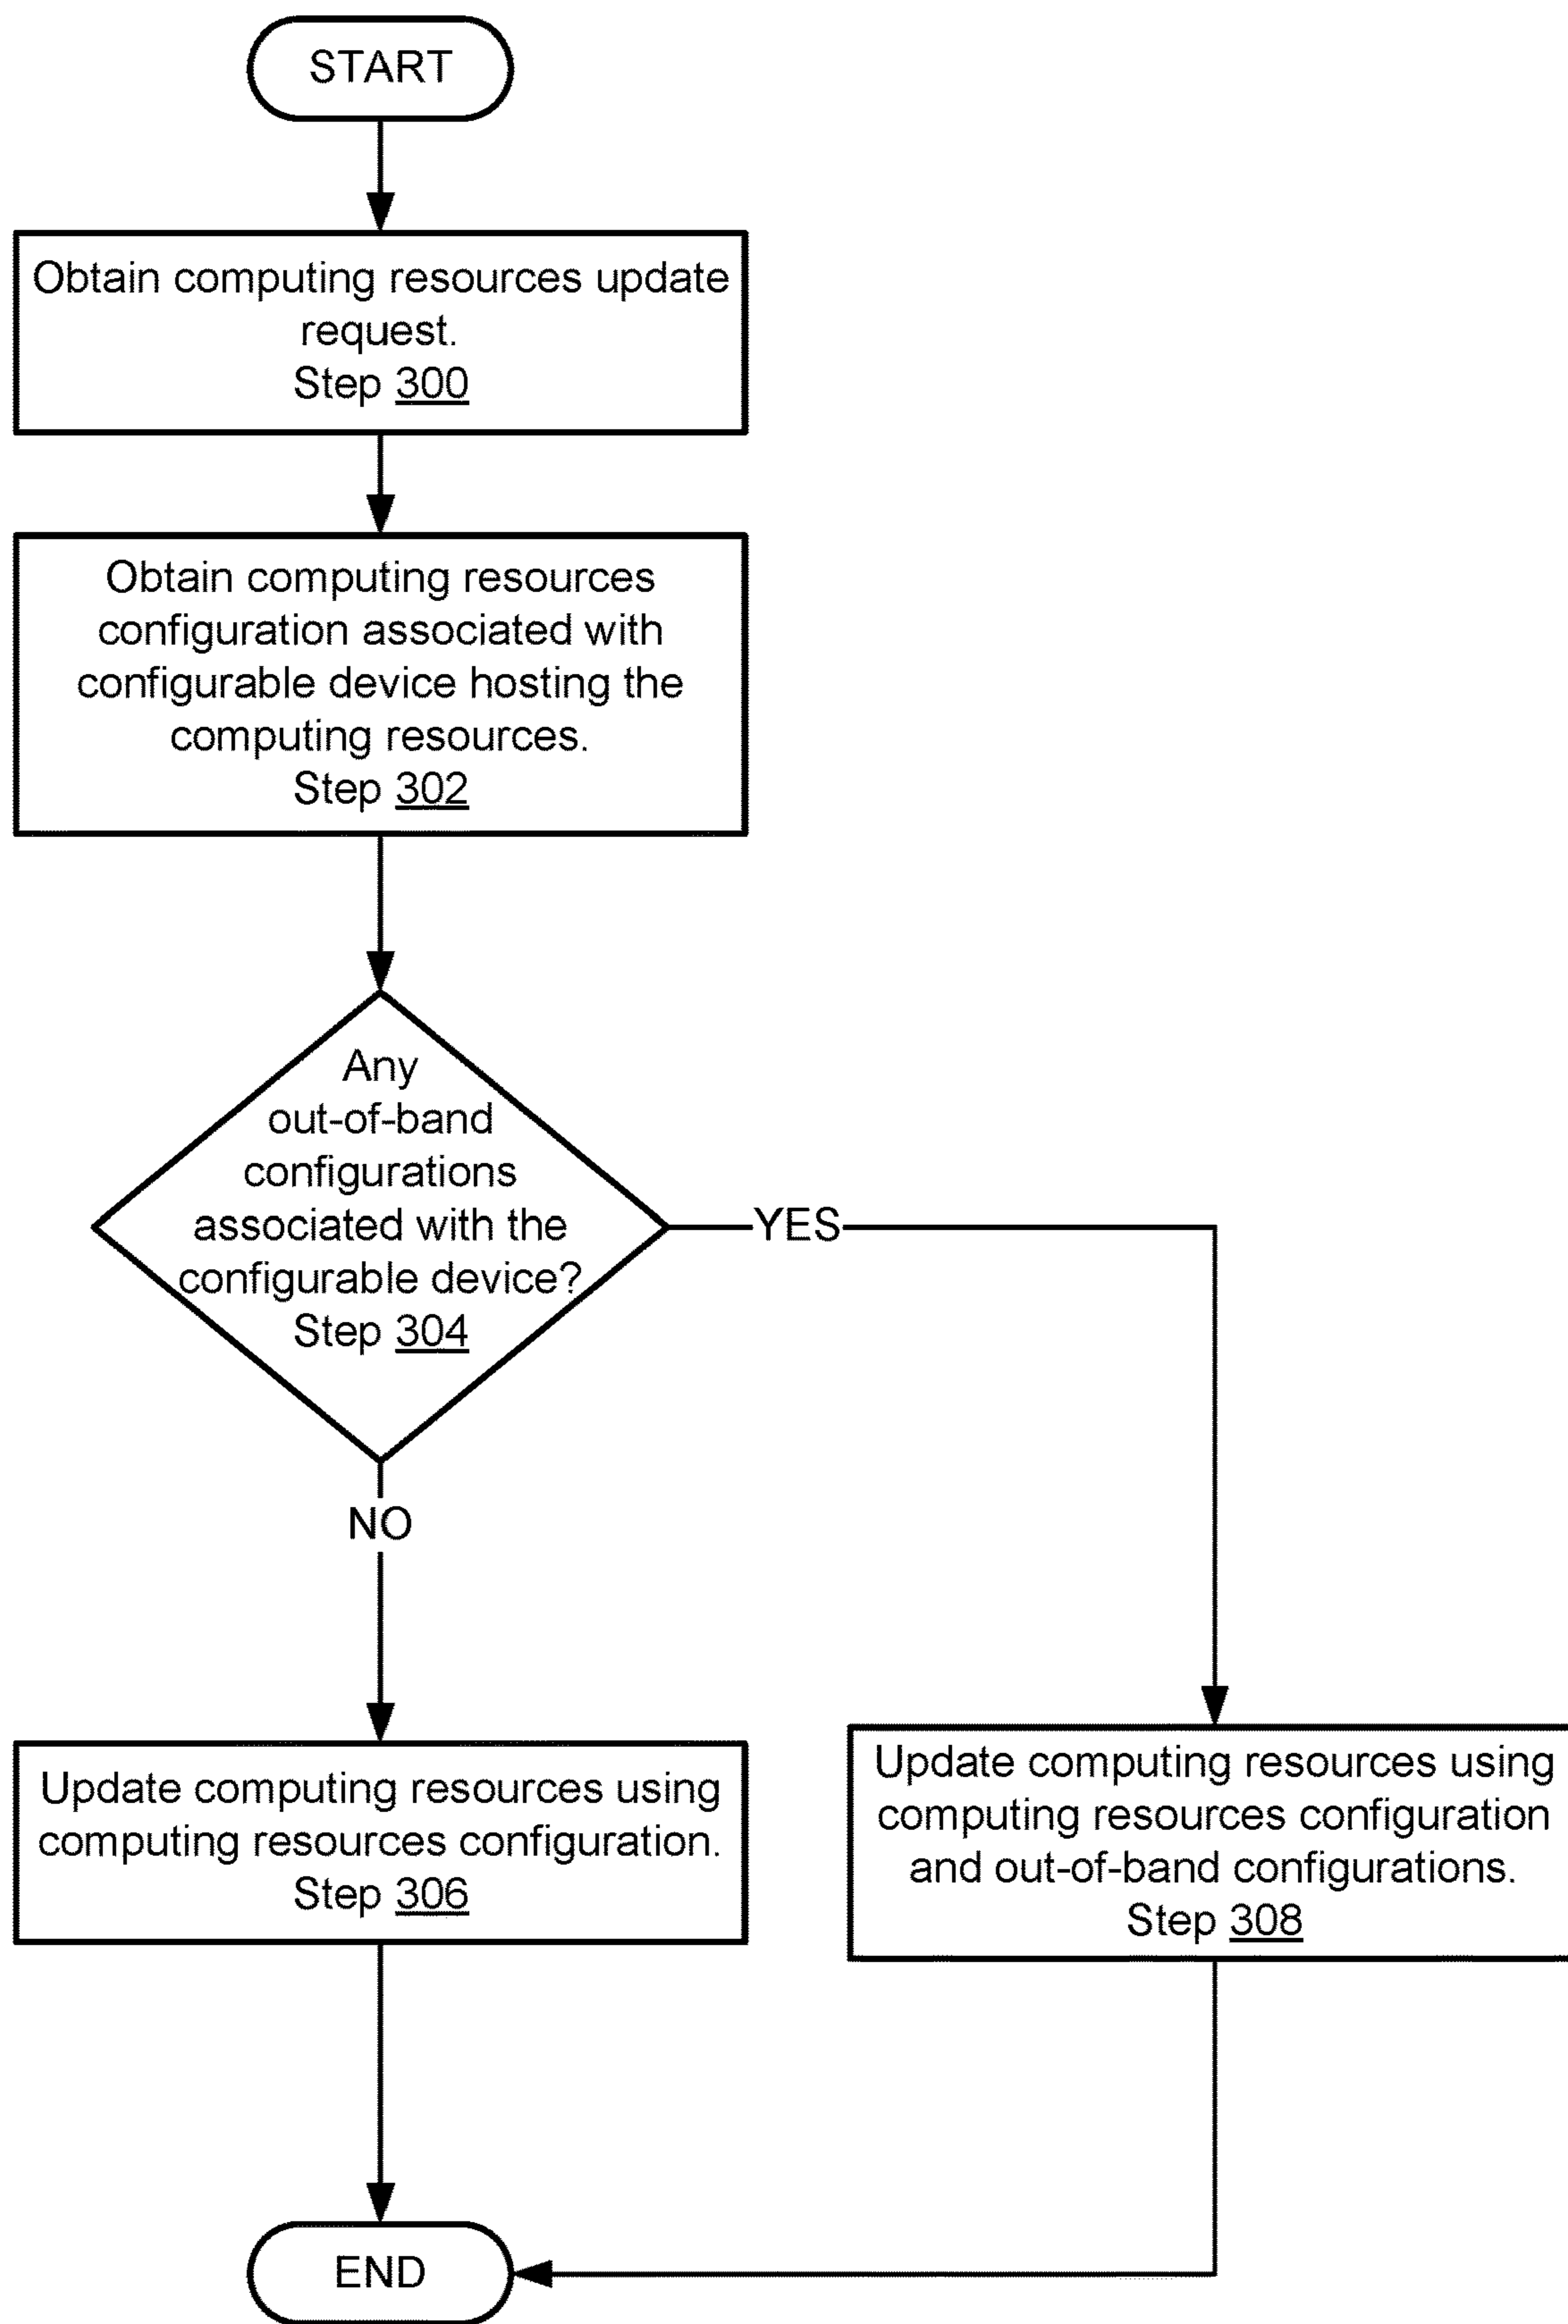 START
Obtain computing resources update
request.
Step 300
Obtain computing resources
configuration associated with
configurable device hosting the
computing resources.
Step 302
Any
out-of-band
configurations
associated with the
configurable device?
Step 304
YES
NO
Update computing resources using
computing resources configuration.
Step 306
Update computing resources using
computing resources configuration
and out-of-band configurations.
Step 308
END